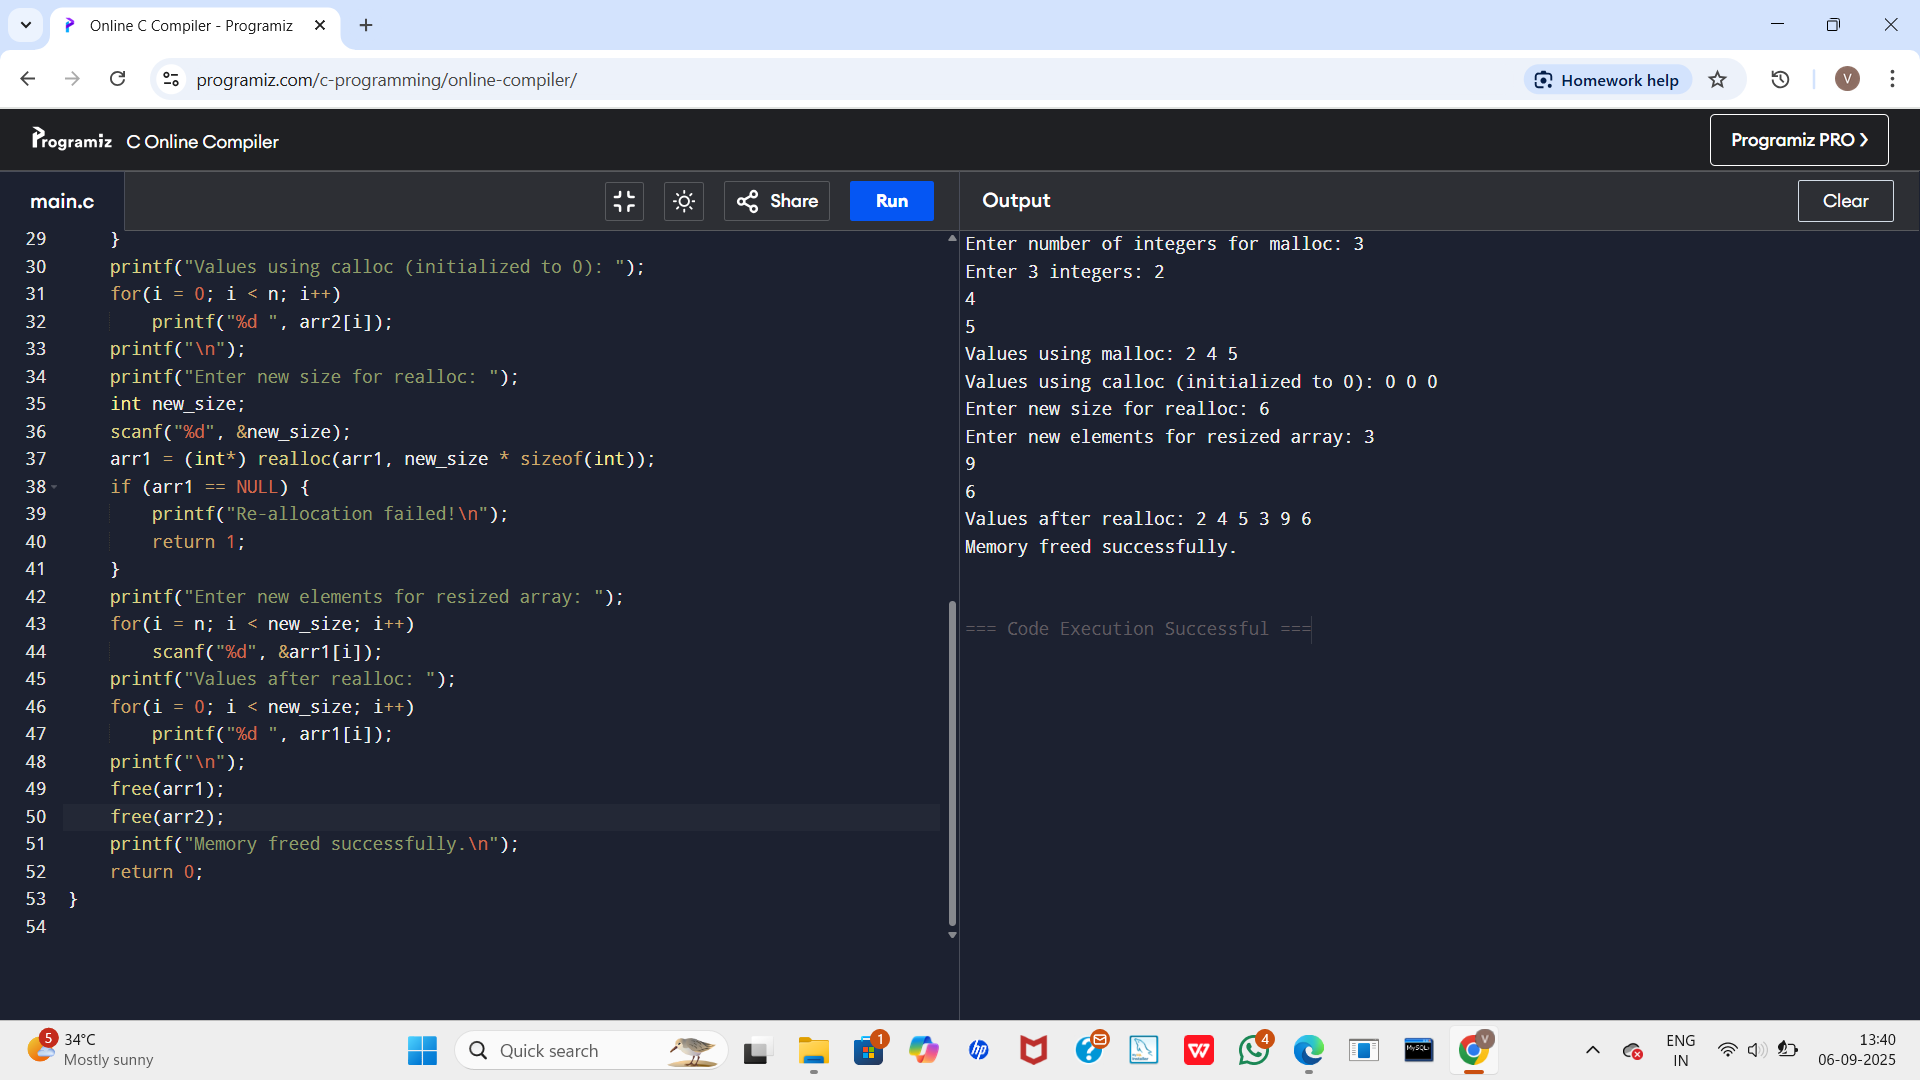 Online C Compiler - Programiz
programiz.com/c-programming/online-compiler/
Homework help
V
Programiz C Online Compiler
Programiz PRO
main.c
Share
Run
Output
Clear
29 }
30 printf("Values using calloc (initialized to 0): ");
31 for(i = 0; i < n; i++)
32 printf("%d ", arr2[i]);
33 printf("\n");
34 printf("Enter new size for realloc: ");
35 int new_size;
36 scanf("%d", &new_size);
37 arr1 = (int*) realloc(arr1, new_size * sizeof(int));
38 if (arr1 == NULL) {
39 printf("Re-allocation failed!\n");
40 return 1;
41 }
42 printf("Enter new elements for resized array: ");
43 for(i = n; i < new_size; i++)
44 scanf("%d", &arr1[i]);
45 printf("Values after realloc: ");
46 for(i = 0; i < new_size; i++)
47 printf("%d ", arr1[i]);
48 printf("\n");
49 free(arr1);
50 free(arr2);
51 printf("Memory freed successfully.\n");
52 return 0;
53 }
54
Enter number of integers for malloc: 3
Enter 3 integers: 2
4
5
Values using malloc: 2 4 5
Values using calloc (initialized to 0): 0 0 0
Enter new size for realloc: 6
Enter new elements for resized array: 3
9
6
Values after realloc: 2 4 5 3 9 6
Memory freed successfully.
=== Code Execution Successful ===
5
34°C
Mostly sunny
Quick search
1
hp
W
4
MySQL
V
ENG
IN
13:40
06-09-2025